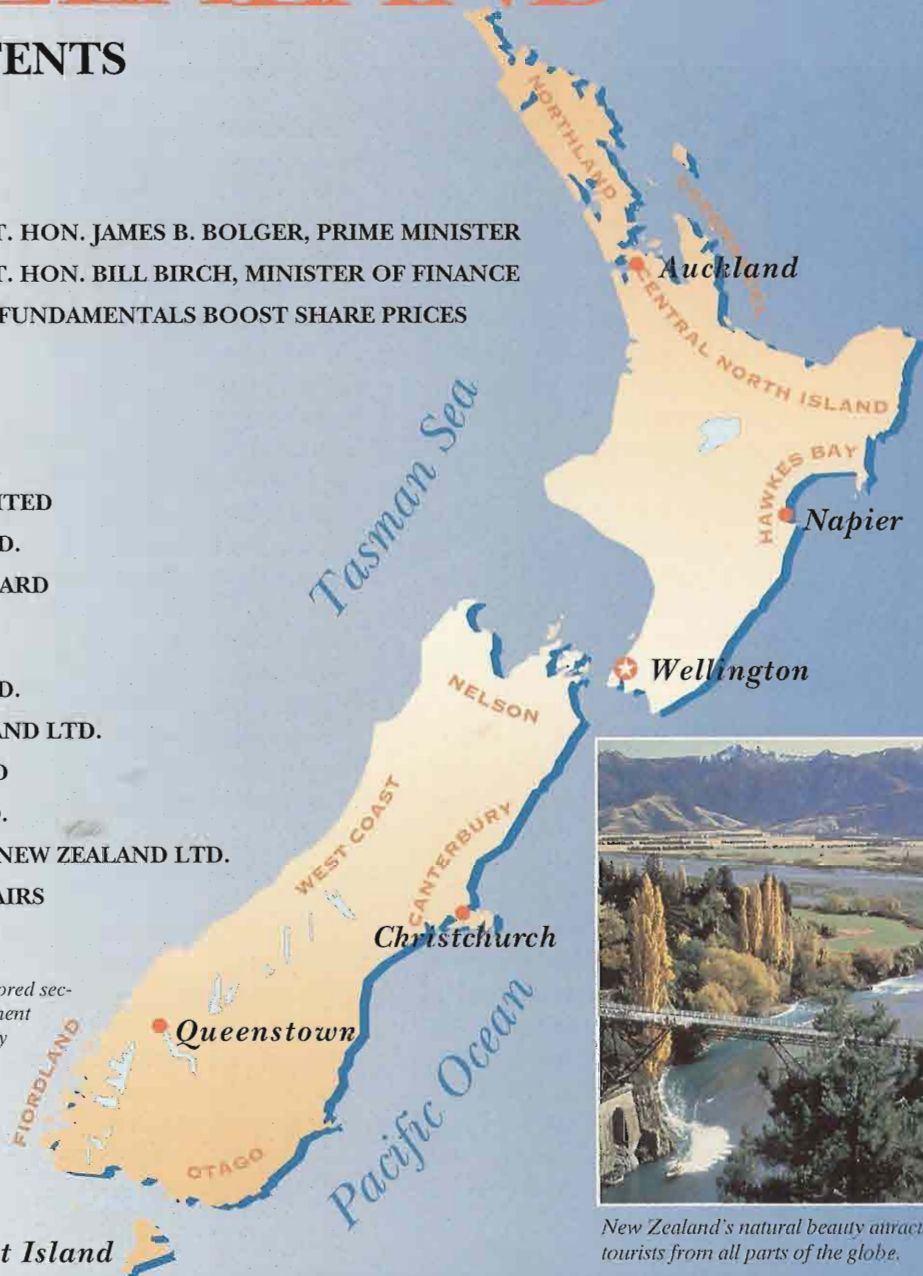 TENTS
T. HON. JAMES B. BOLGER, PRIME MINISTER
T. HON. BILL BIRCH, MINISTER OF FINANCE
FUNDAMENTALS BOOST SHARE PRICES
ITED
D.
ARD
D.
AND LTD.
D
D.
NEW ZEALAND LTD.
AIRS
ored sec-
nent
y
NORTHLAND
Auckland
CENTRAL NORTH ISLAND
HAWKES BAY
Napier
Tasman Sea
Wellington
NELSON
WEST COAST
CANTERBURY
Christchurch
Queenstown
FIORDLAND
OTAGO
Pacific Ocean
t Island
New Zealand's natural beauty attract
tourists from all parts of the globe.